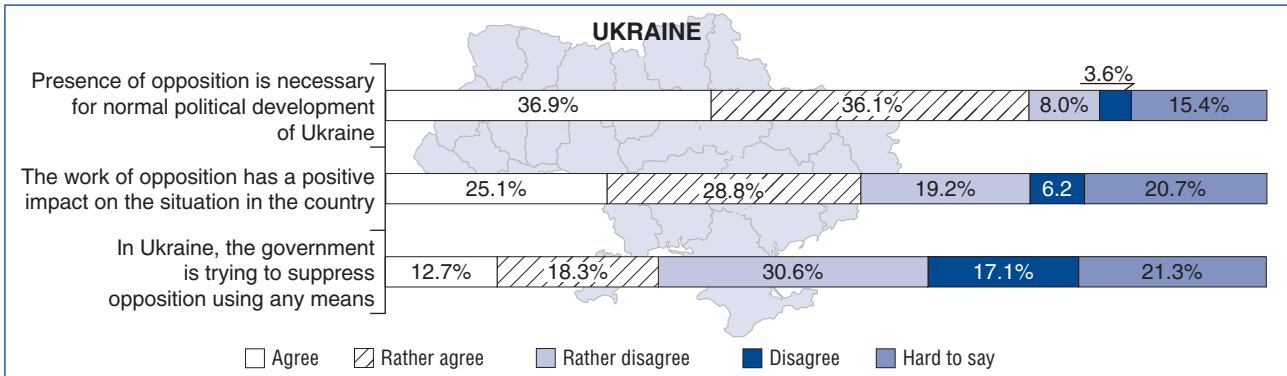 UKRAINE
Presence of opposition is necessary
for normal political development
of Ukraine
36.9%
36.1%
8.0%
3.6%
15.4%
The work of opposition has a positive
impact on the situation in the country
25.1%
28.8%
19.2%
6.2
20.7%
In Ukraine, the government
is trying to suppress
opposition using any means
12.7%
18.3%
30.6%
17.1%
21.3%
Agree
Rather agree
Rather disagree
Disagree
Hard to say